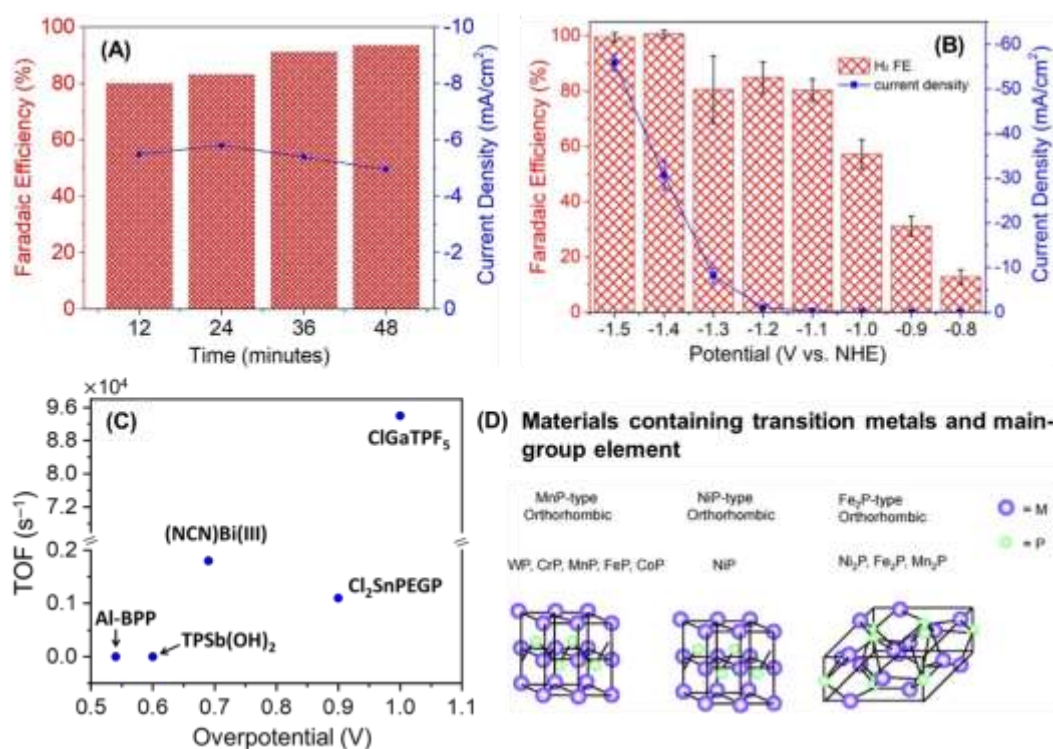 (A)
Faradaic Efficiency (%)
100
80
60
40
20
0
-10
-8
-6
-4
-2
0
Current Density (mA/cm²)
12 24 36 48
Time (minutes)
(B)
Faradaic Efficiency (%)
100
80
60
40
20
0
H₂ FE
current density
-60
-50
-40
-30
-20
-10
0
Current Density (mA/cm²)
-1.5 -1.4 -1.3 -1.2 -1.1 -1.0 -0.9 -0.8
Potential (V vs. NHE)
×10⁴
(C)
TOF (s⁻¹)
9.6
8.8
8.0
7.2
0.2
0.1
0.0
ClGaTPF₅
(NCN)Bi(III)
Cl₂SnPEGP
Al-BPP
TPSb(OH)₂
0.5 0.6 0.7 0.8 0.9 1.0 1.1
Overpotential (V)
(D) Materials containing transition metals and main-
group element
MnP-type
Orthorhombic
NiP-type
Orthorhombic
Fe₂P-type
Orthorhombic
= M
= P
WP, CrP, MnP, FeP, CoP
NiP
Ni₂P, Fe₂P, Mn₂P